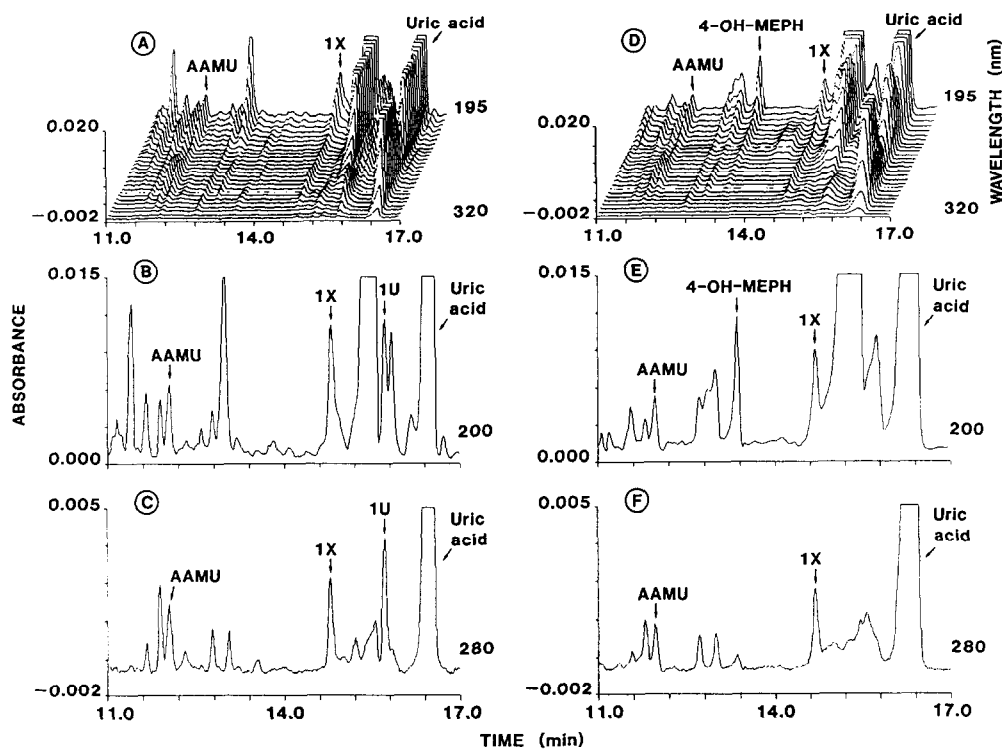 A
AAMU
1X
Uric acid
195
0.020
-0.002
320
11.0 14.0 17.0
D
4-OH-MEPH
AAMU
1X
Uric acid
195
0.020
-0.002
320
11.0 14.0 17.0
WAVELENGTH (nm)
ABSORBANCE
B
0.015
AAMU
1X
1U
Uric
acid
200
0.000
E
0.015
4-OH-MEPH
AAMU
1X
Uric
acid
200
0.000
C
0.005
AAMU
1X
1U
Uric
acid
280
-0.002
11.0 14.0 17.0
F
0.005
AAMU
1X
Uric
acid
280
-0.002
11.0 14.0 17.0
TIME (min)